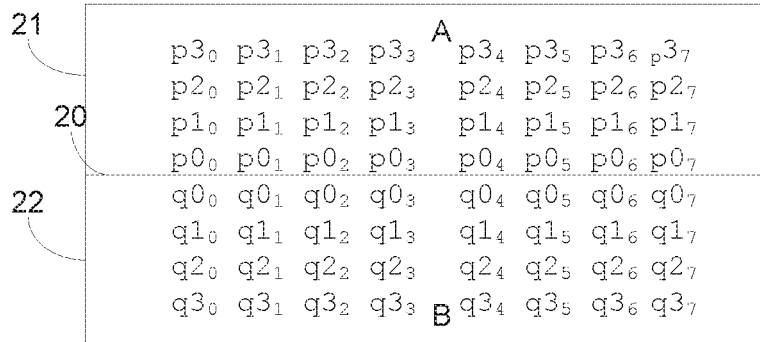 21
A
p3₀ p3₁ p3₂ p3₃ p3₄ p3₅ p3₆ p3₇
p2₀ p2₁ p2₂ p2₃ p2₄ p2₅ p2₆ p2₇
20
p1₀ p1₁ p1₂ p1₃ p1₄ p1₅ p1₆ p1₇
p0₀ p0₁ p0₂ p0₃ p0₄ p0₅ p0₆ p0₇
22
q0₀ q0₁ q0₂ q0₃ q0₄ q0₅ q0₆ q0₇
q1₀ q1₁ q1₂ q1₃ q1₄ q1₅ q1₆ q1₇
q2₀ q2₁ q2₂ q2₃ q2₄ q2₅ q2₆ q2₇
q3₀ q3₁ q3₂ q3₃ q3₄ q3₅ q3₆ q3₇
B